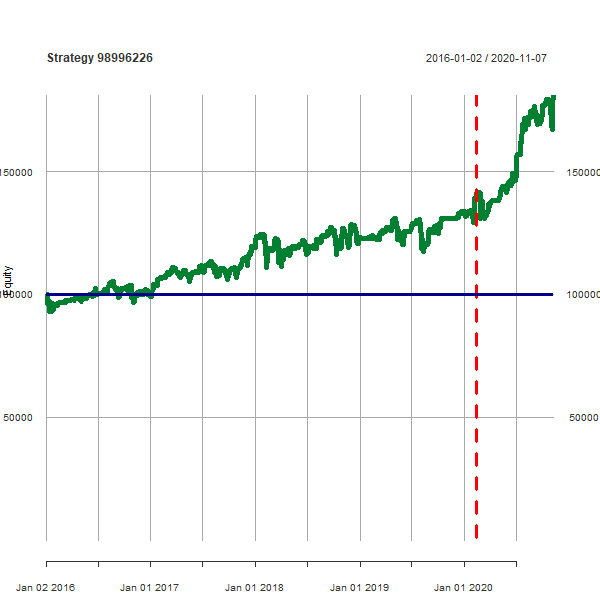 Strategy 98996226
2016-01-02 / 2020-11-07
150000
150000
Equity
100000
100000
50000
50000
Jan 02 2016
Jan 01 2017
Jan 01 2018
Jan 01 2019
Jan 01 2020